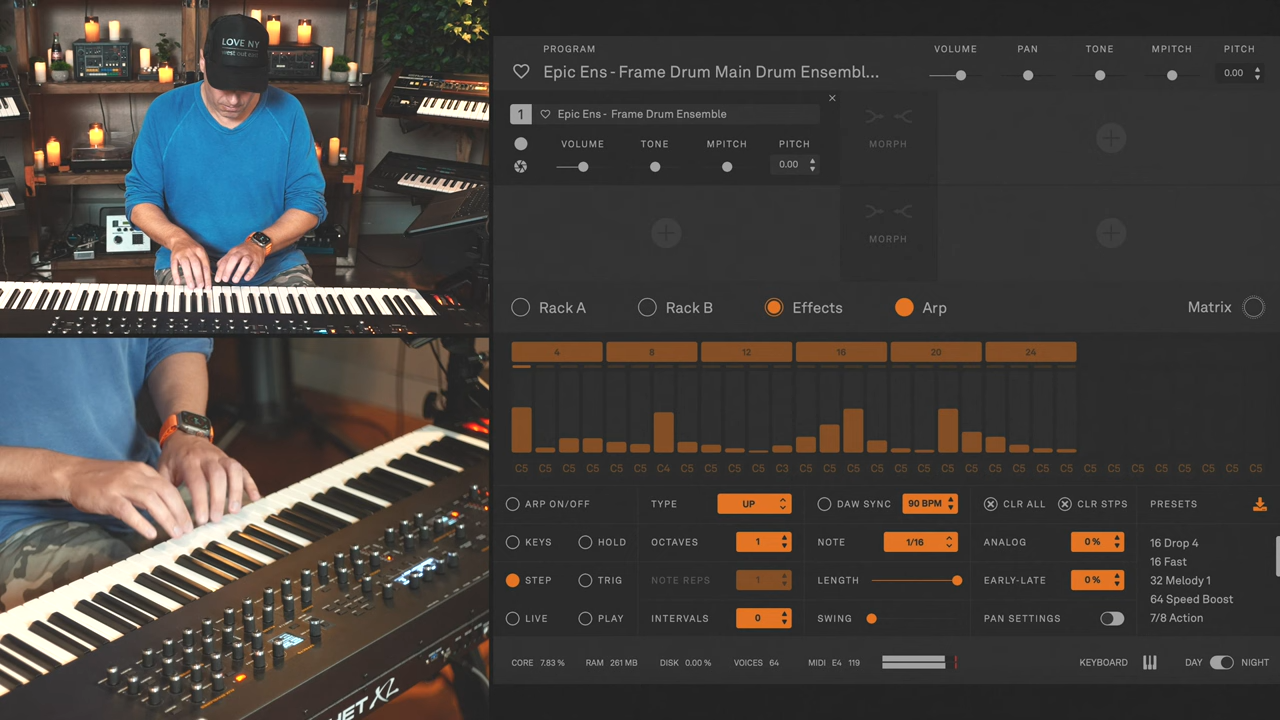 LOVE NY
west out east
PROGRAM
Epic Ens - Frame Drum Main Drum Ensembl...
VOLUME PAN TONE MPITCH PITCH
0.00
1 Epic Ens - Frame Drum Ensemble
VOLUME TONE MPITCH PITCH
0.00
MORPH
MORPH
Rack A Rack B Effects Arp Matrix
4 8 12 16 20 24
C5 C5 C5 C5 C5 C5 C4 C5 C5 C5 C5 C3 C5 C5 C5 C5 C5 C5 C5 C5 C5 C5 C5 C5 C5 C5 C5 C5 C5 C5 C5 C5
ARP ON/OFF TYPE UP DAW SYNC 90 BPM CLR ALL CLR STPS PRESETS
KEYS HOLD OCTAVES 1 NOTE 1/16 ANALOG 0 % 16 Drop 4
16 Fast
STEP TRIG NOTE REPS 1 LENGTH EARLY-LATE 0 % 32 Melody 1
64 Speed Boost
LIVE PLAY INTERVALS 0 SWING PAN SETTINGS 7/8 Action
CORE 7.83 % RAM 261 MB DISK 0.00 % VOICES 64 MIDI E4 119 KEYBOARD DAY NIGHT